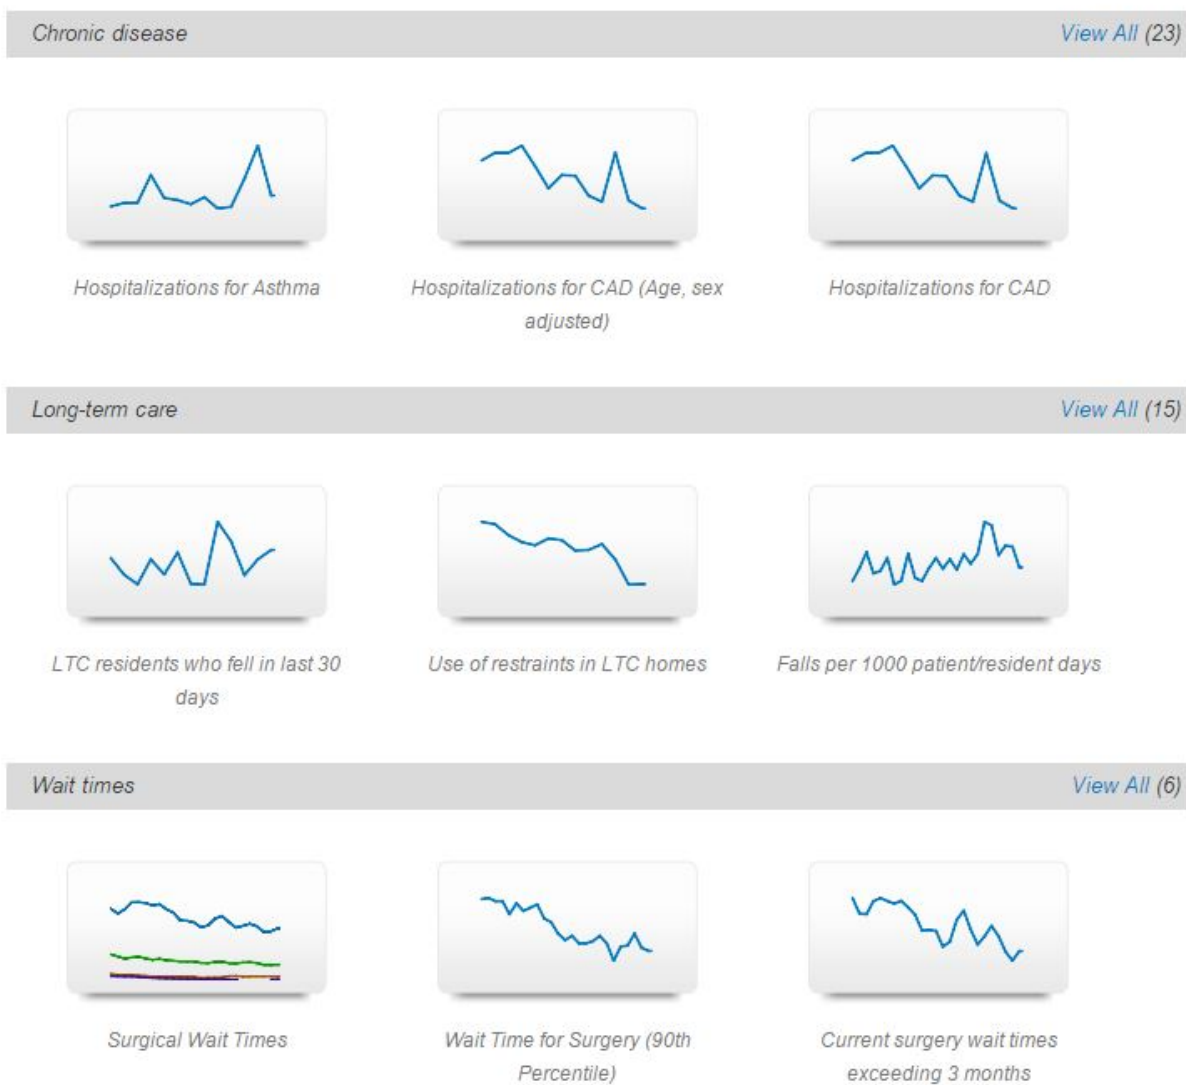 Chronic disease View All (23)
Hospitalizations for Asthma
Hospitalizations for CAD (Age, sex
adjusted)
Hospitalizations for CAD
Long-term care View All (15)
LTC residents who fell in last 30
days
Use of restraints in LTC homes
Falls per 1000 patient/resident days
Wait times View All (6)
Surgical Wait Times
Wait Time for Surgery (90th
Percentile)
Current surgery wait times
exceeding 3 months